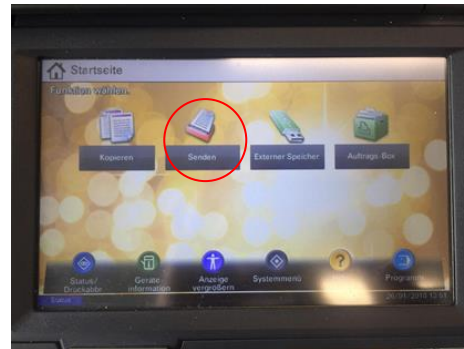 Startseite
Funktion wählen.
Kopieren
Senden
Externer Speicher
Auftrags-Box
Status/
Druckabbr
Geräte-
information
Anzeige
vergrößern
Systemmenü
?
Programm
Status